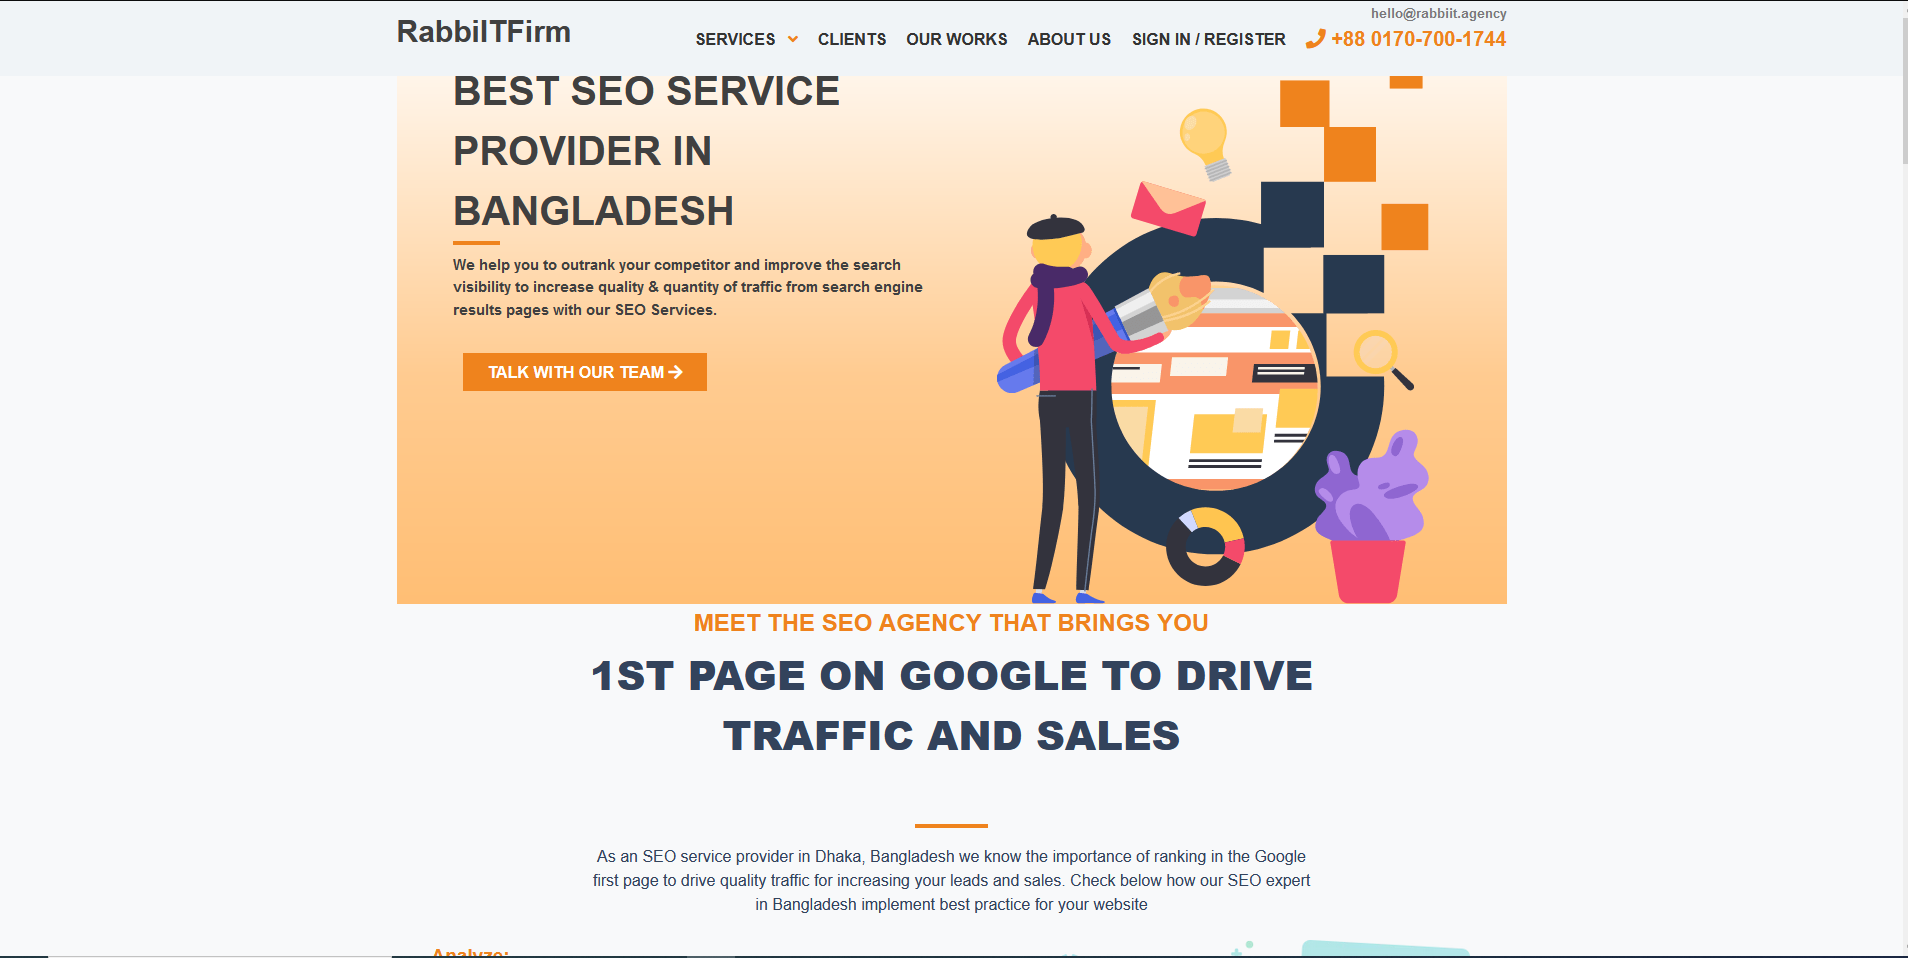 hello@rabbiit.agency
RabbiITFirm
SERVICES CLIENTS OUR WORKS ABOUT US SIGN IN / REGISTER +88 0170-700-1744
BEST SEO SERVICE
PROVIDER IN
BANGLADESH
We help you to outrank your competitor and improve the search
visibility to increase quality & quantity of traffic from search engine
results pages with our SEO Services.
TALK WITH OUR TEAM
MEET THE SEO AGENCY THAT BRINGS YOU
1ST PAGE ON GOOGLE TO DRIVE
TRAFFIC AND SALES
As an SEO service provider in Dhaka, Bangladesh we know the importance of ranking in the Google
first page to drive quality traffic for increasing your leads and sales. Check below how our SEO expert
in Bangladesh implement best practice for your website
Analyze: